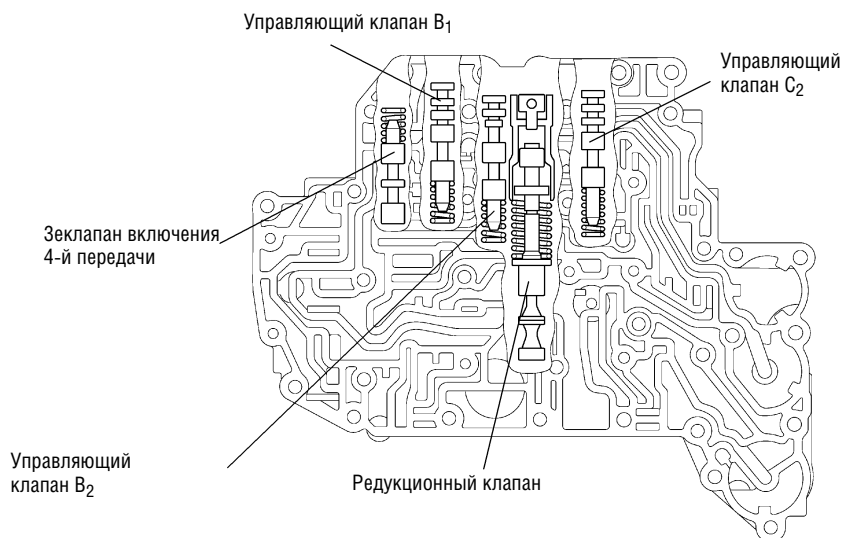 Управляющий клапан B₁
Управляющий
клапан C₂
Зеклапан включения
4-й передачи
Управляющий
клапан B₂
Редукционный клапан